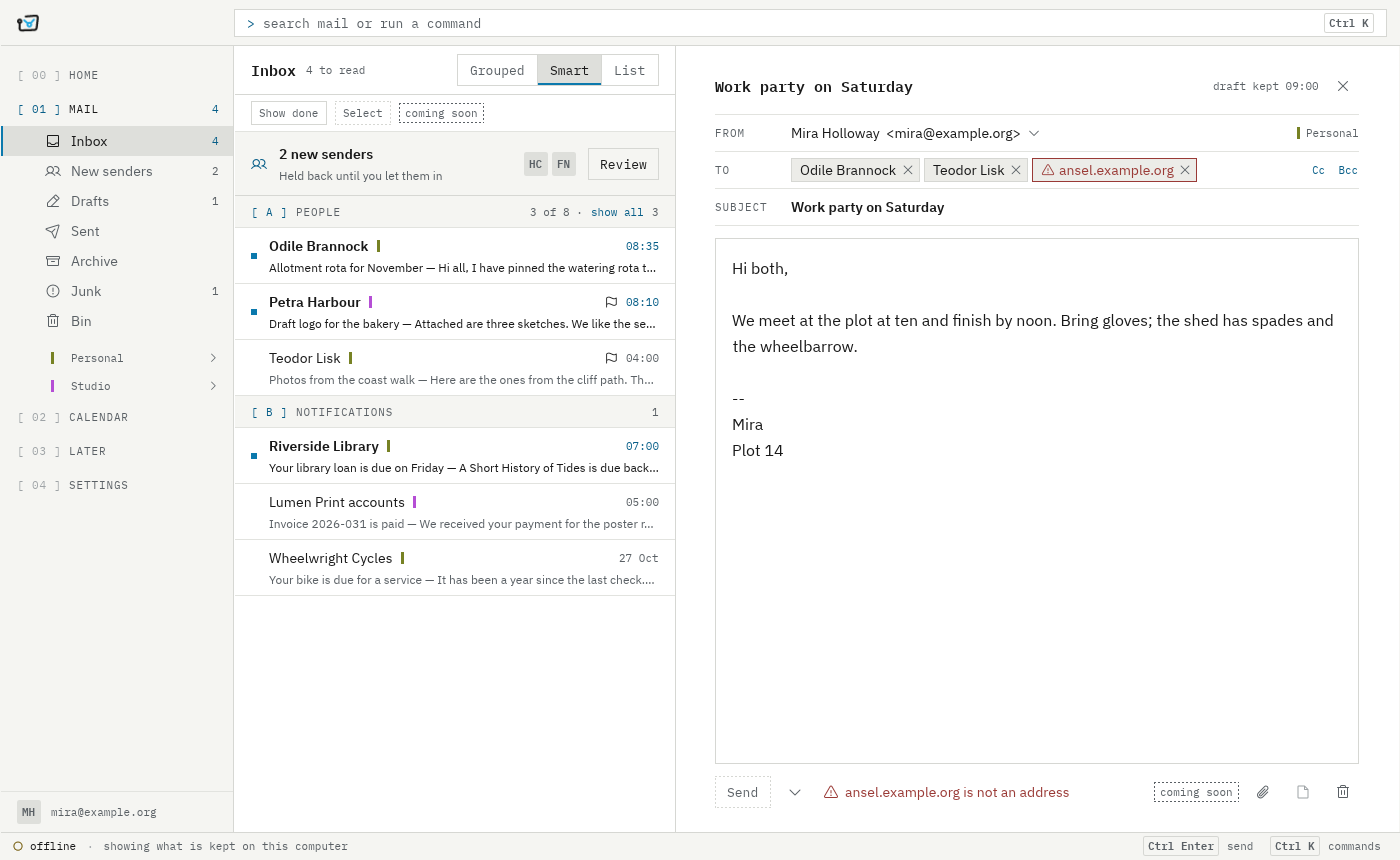 > search mail or run a command Ctrl K
[ 00 ] HOME
[ 01 ] MAIL 4
Inbox 4
New senders 2
Drafts 1
Sent
Archive
Junk 1
Bin
Personal
Studio
[ 02 ] CALENDAR
[ 03 ] LATER
[ 04 ] SETTINGS
MH mira@example.org
Inbox 4 to read Grouped Smart List
Show done Select coming soon
2 new senders
Held back until you let them in
HC FN Review
[ A ] PEOPLE 3 of 8 · show all 3
Odile Brannock 08:35
Allotment rota for November — Hi all, I have pinned the watering rota t…
Petra Harbour 08:10
Draft logo for the bakery — Attached are three sketches. We like the se…
Teodor Lisk 04:00
Photos from the coast walk — Here are the ones from the cliff path. Th…
[ B ] NOTIFICATIONS 1
Riverside Library 07:00
Your library loan is due on Friday — A Short History of Tides is due back…
Lumen Print accounts 05:00
Invoice 2026-031 is paid — We received your payment for the poster r…
Wheelwright Cycles 27 Oct
Your bike is due for a service — It has been a year since the last check.…
Work party on Saturday draft kept 09:00
FROM Mira Holloway <mira@example.org> Personal
TO Odile Brannock Teodor Lisk ansel.example.org Cc Bcc
SUBJECT Work party on Saturday
Hi both,
We meet at the plot at ten and finish by noon. Bring gloves; the shed has spades and
the wheelbarrow.
--
Mira
Plot 14
Send ansel.example.org is not an address coming soon
offline · showing what is kept on this computer Ctrl Enter send Ctrl K commands